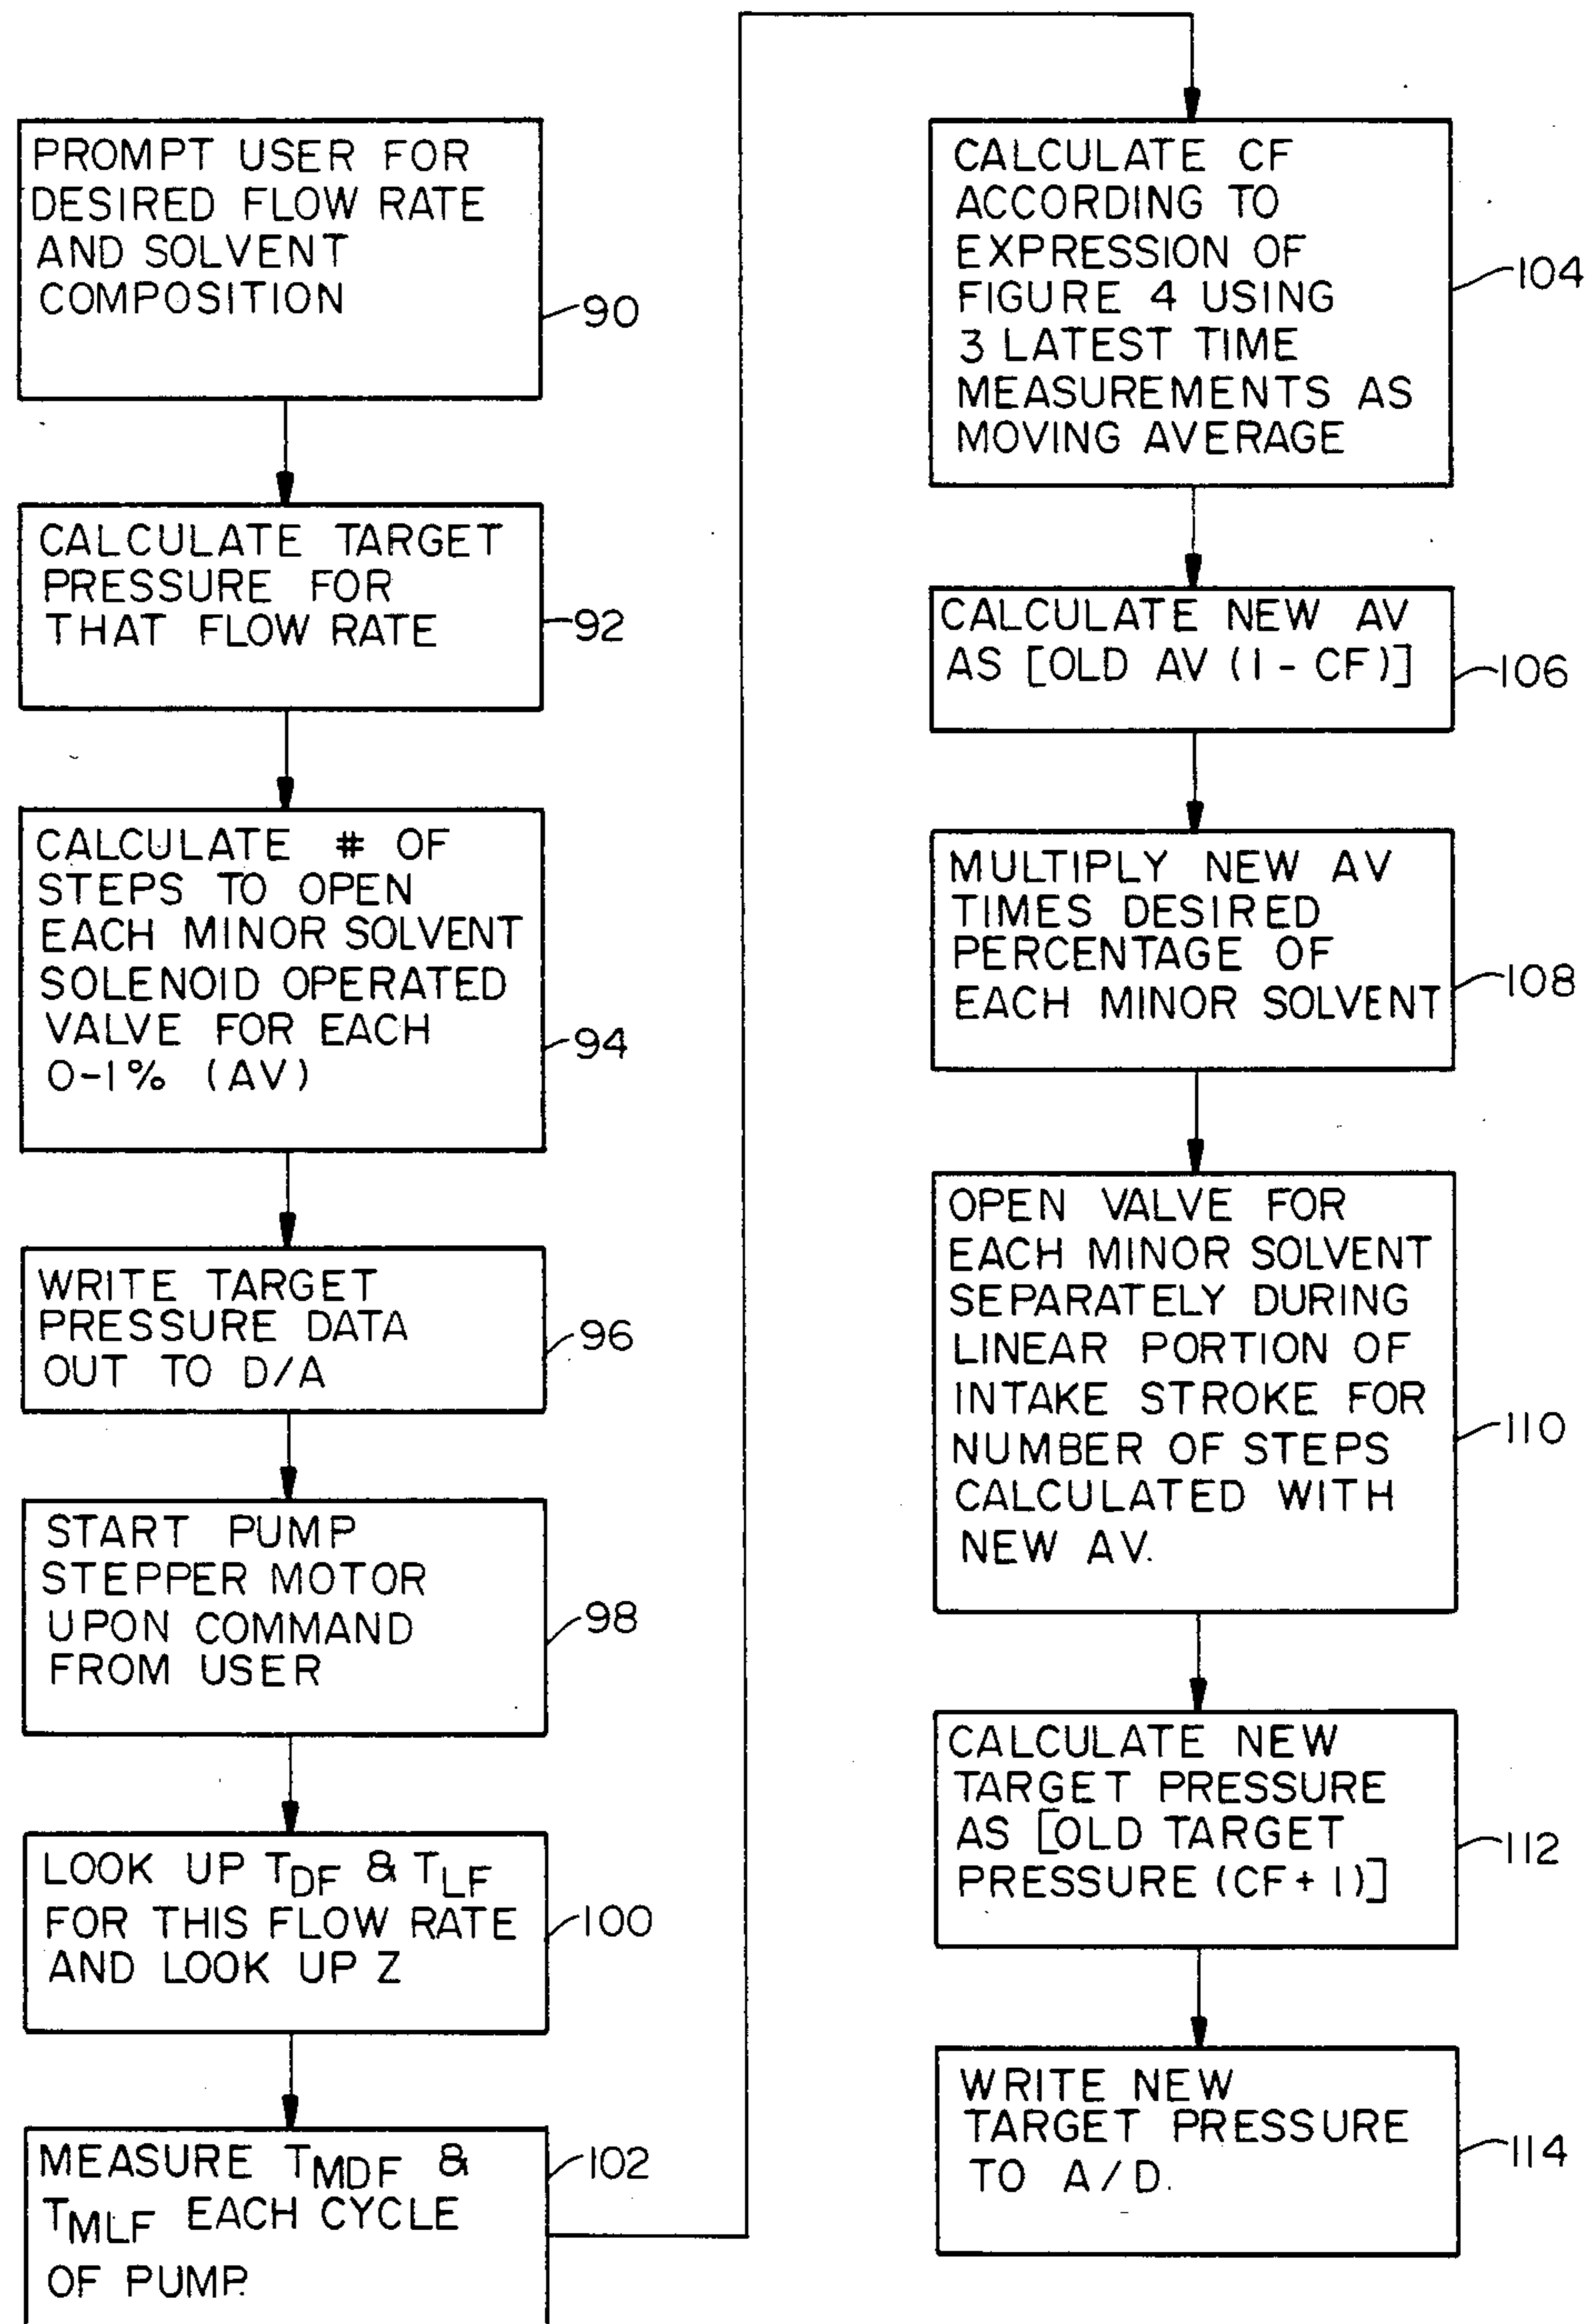 PROMPT USER FOR
DESIRED FLOW RATE
AND SOLVENT
COMPOSITION
90
CALCULATE TARGET
PRESSURE FOR
THAT FLOW RATE
92
CALCULATE # OF
STEPS TO OPEN
EACH MINOR SOLVENT
SOLENOID OPERATED
VALVE FOR EACH
0-1% (AV)
94
WRITE TARGET
PRESSURE DATA
OUT TO D/A
96
START PUMP
STEPPER MOTOR
UPON COMMAND
FROM USER
98
LOOK UP TDF & TLF
FOR THIS FLOW RATE
AND LOOK UP Z
100
MEASURE TMDF &
TMLF EACH CYCLE
OF PUMP.
102
CALCULATE CF
ACCORDING TO
EXPRESSION OF
FIGURE 4 USING
3 LATEST TIME
MEASUREMENTS AS
MOVING AVERAGE
104
CALCULATE NEW AV
AS [OLD AV (1 - CF)]
106
MULTIPLY NEW AV
TIMES DESIRED
PERCENTAGE OF
EACH MINOR SOLVENT
108
OPEN VALVE FOR
EACH MINOR SOLVENT
SEPARATELY DURING
LINEAR PORTION OF
INTAKE STROKE FOR
NUMBER OF STEPS
CALCULATED WITH
NEW AV.
110
CALCULATE NEW
TARGET PRESSURE
AS [OLD TARGET
PRESSURE (CF + 1)]
112
WRITE NEW
TARGET PRESSURE
TO A/D.
114